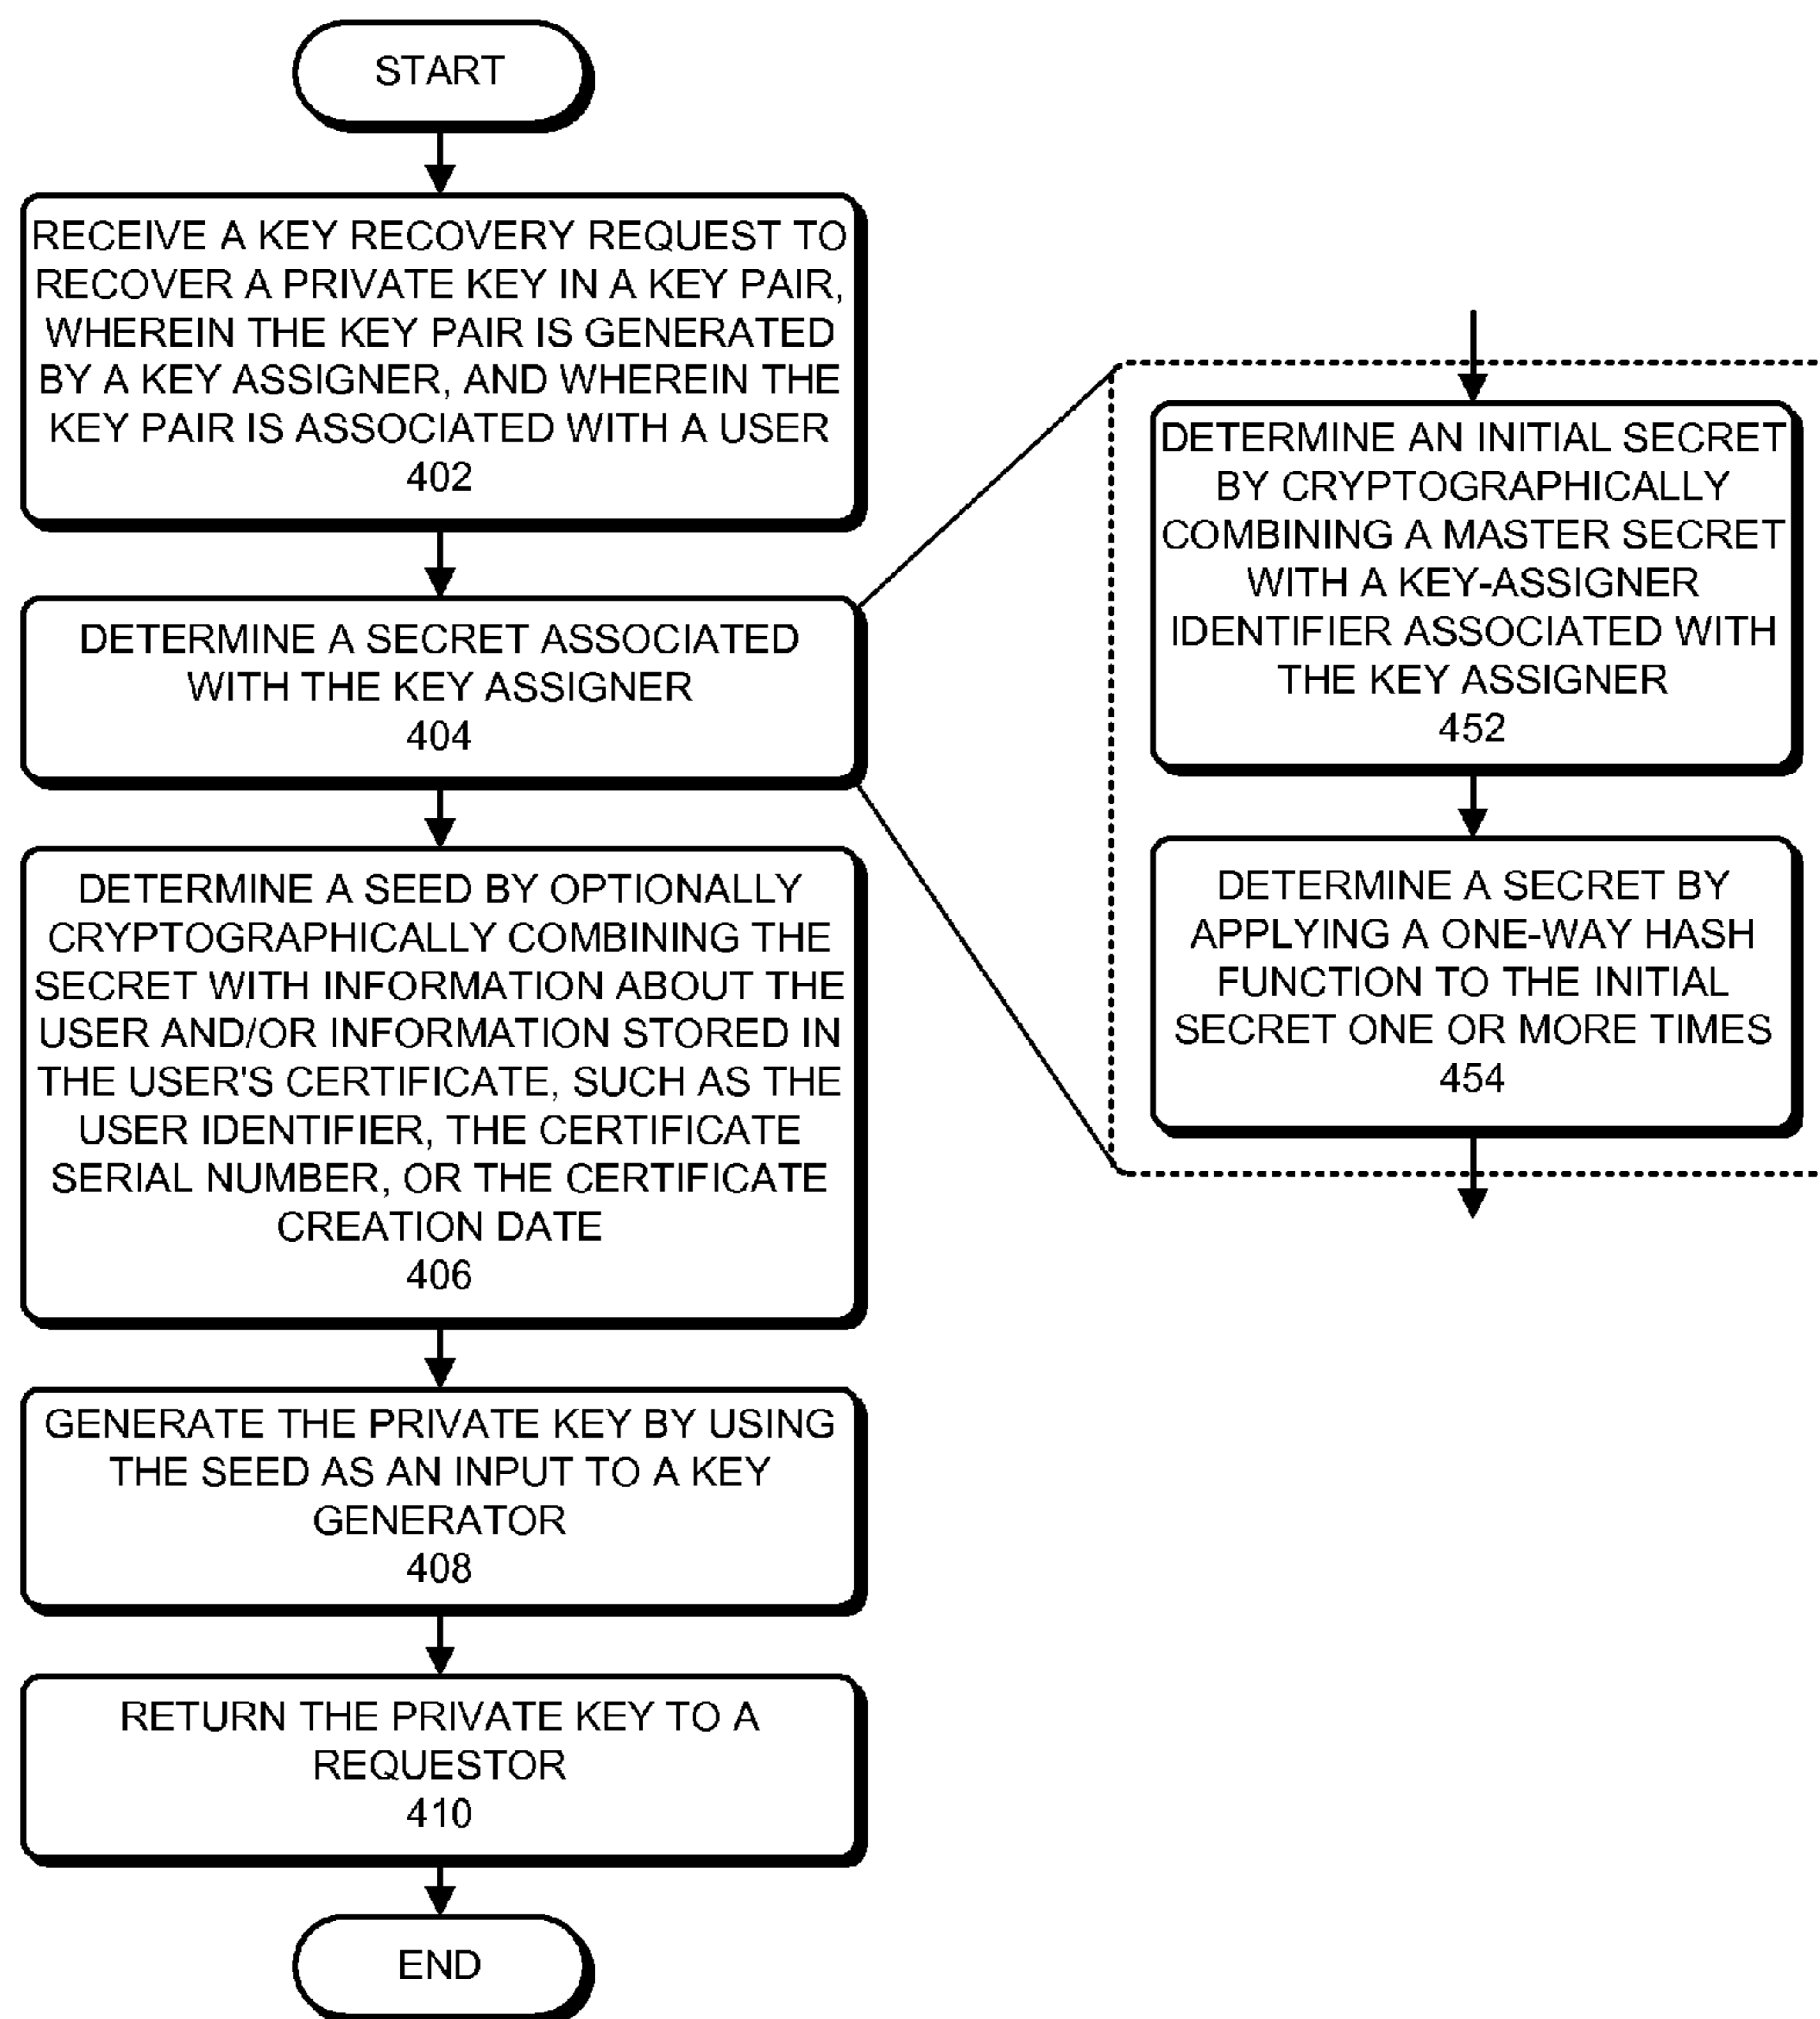 START
RECEIVE A KEY RECOVERY REQUEST TO
RECOVER A PRIVATE KEY IN A KEY PAIR,
WHEREIN THE KEY PAIR IS GENERATED
BY A KEY ASSIGNER, AND WHEREIN THE
KEY PAIR IS ASSOCIATED WITH A USER
402
DETERMINE A SECRET ASSOCIATED
WITH THE KEY ASSIGNER
404
DETERMINE A SEED BY OPTIONALLY
CRYPTOGRAPHICALLY COMBINING THE
SECRET WITH INFORMATION ABOUT THE
USER AND/OR INFORMATION STORED IN
THE USER'S CERTIFICATE, SUCH AS THE
USER IDENTIFIER, THE CERTIFICATE
SERIAL NUMBER, OR THE CERTIFICATE
CREATION DATE
406
GENERATE THE PRIVATE KEY BY USING
THE SEED AS AN INPUT TO A KEY
GENERATOR
408
RETURN THE PRIVATE KEY TO A
REQUESTOR
410
END
DETERMINE AN INITIAL SECRET
BY CRYPTOGRAPHICALLY
COMBINING A MASTER SECRET
WITH A KEY-ASSIGNER
IDENTIFIER ASSOCIATED WITH
THE KEY ASSIGNER
452
DETERMINE A SECRET BY
APPLYING A ONE-WAY HASH
FUNCTION TO THE INITIAL
SECRET ONE OR MORE TIMES
454